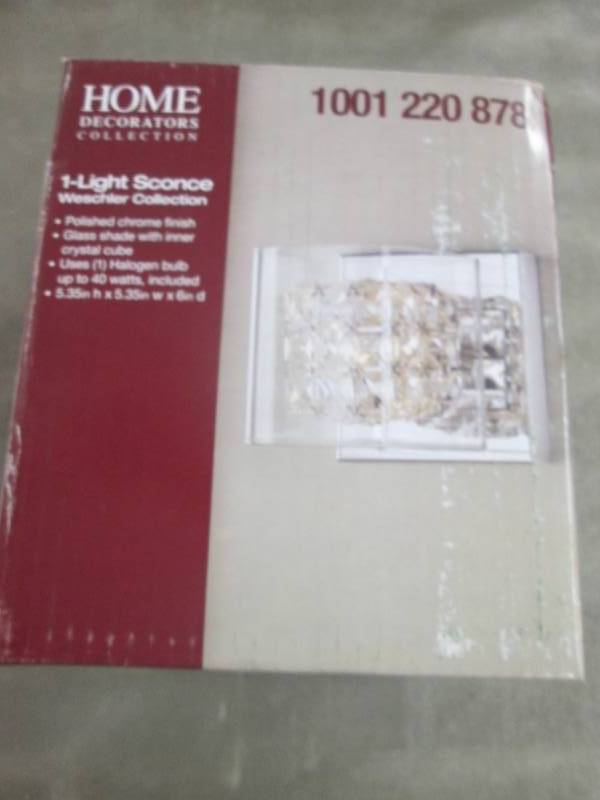 HOME
DECORATORS
COLLECTION
1001 220 878
1-Light Sconce
Weschler Collection
• Polished chrome finish
• Glass shade with inner
crystal cube
• Uses (1) Halogen bulb
up to 40 watts, included
• 5.35in h x 5.35in w x 6in d